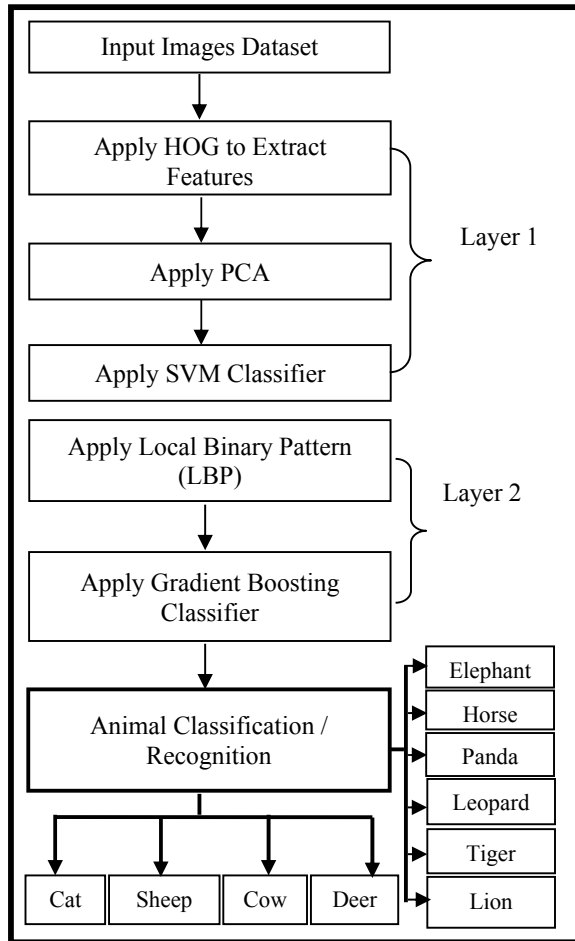 Input Images Dataset
Apply HOG to Extract
Features
Layer 1
Apply PCA
Apply SVM Classifier
Apply Local Binary Pattern
(LBP)
Layer 2
Apply Gradient Boosting
Classifier
Animal Classification /
Recognition
Elephant
Horse
Panda
Leopard
Tiger
Lion
Cat
Sheep
Cow
Deer